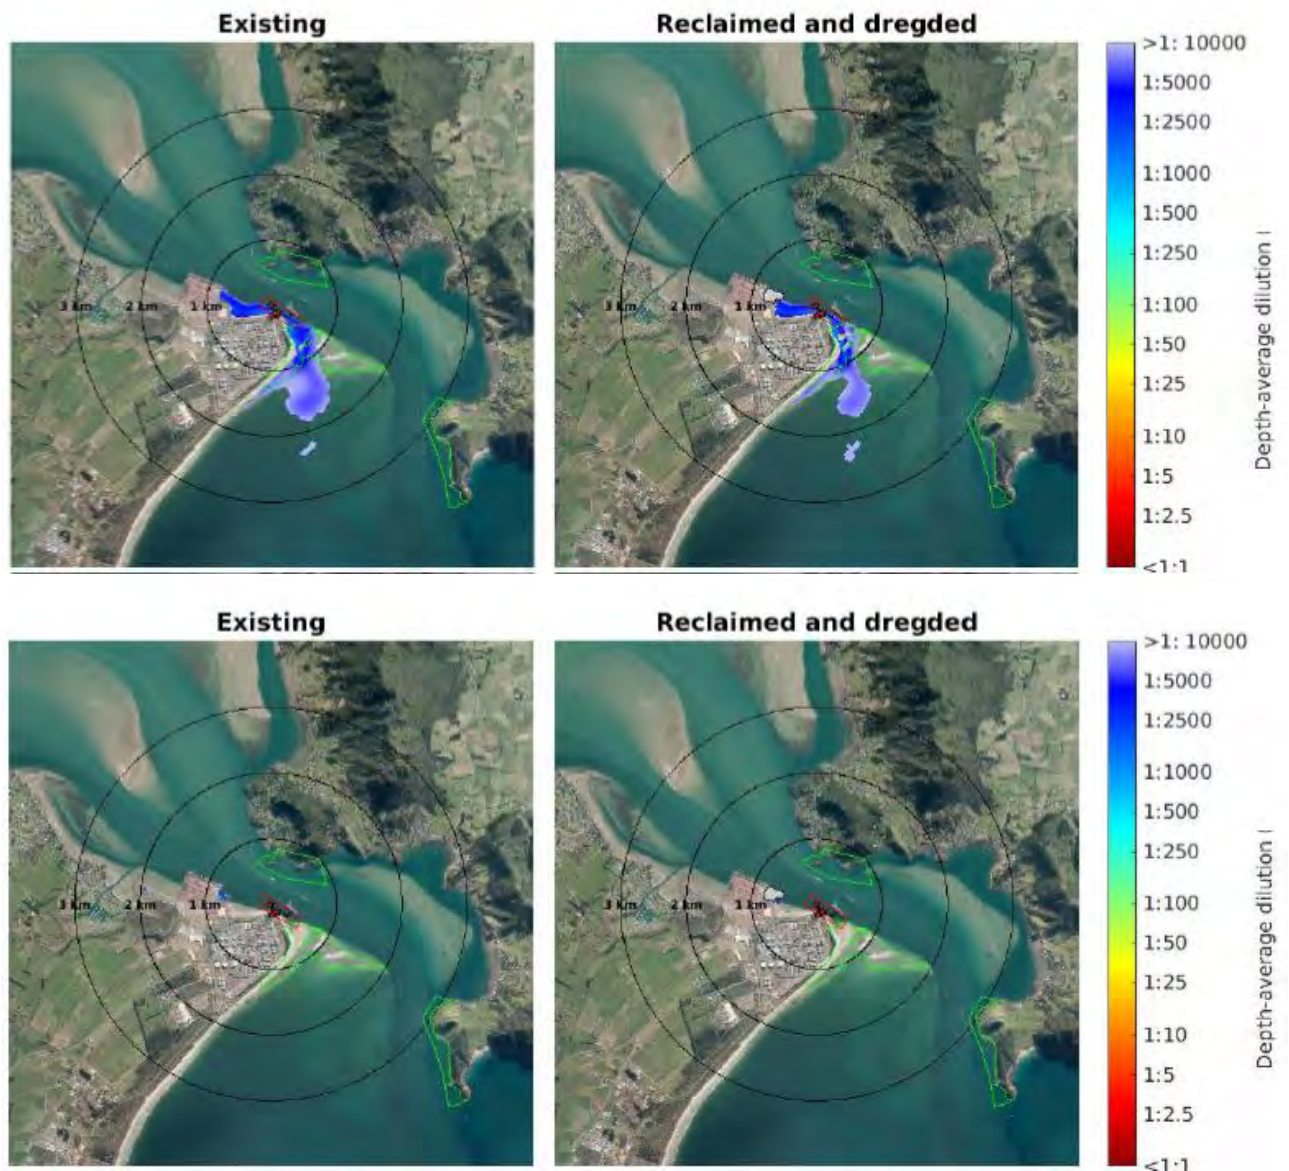 Existing
Reclaimed and dregded
3 km 2 km 1 km
3 km 2 km 1 km
>1: 10000
1:5000
1:2500
1:1000
1:500
1:250
1:100
1:50
1:25
1:10
1:5
1:2.5
<1:1
Depth-average dilution |
Existing
Reclaimed and dregded
3 km 2 km 1 km
3 km 2 km 1 km
>1: 10000
1:5000
1:2500
1:1000
1:500
1:250
1:100
1:50
1:25
1:10
1:5
1:2.5
<1:1
Depth-average dilution |